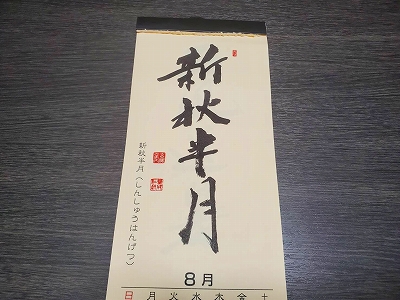 新秋半月
新秋半月(しんしゅうはんげつ)
8月
日 月 火 水 木 金 土